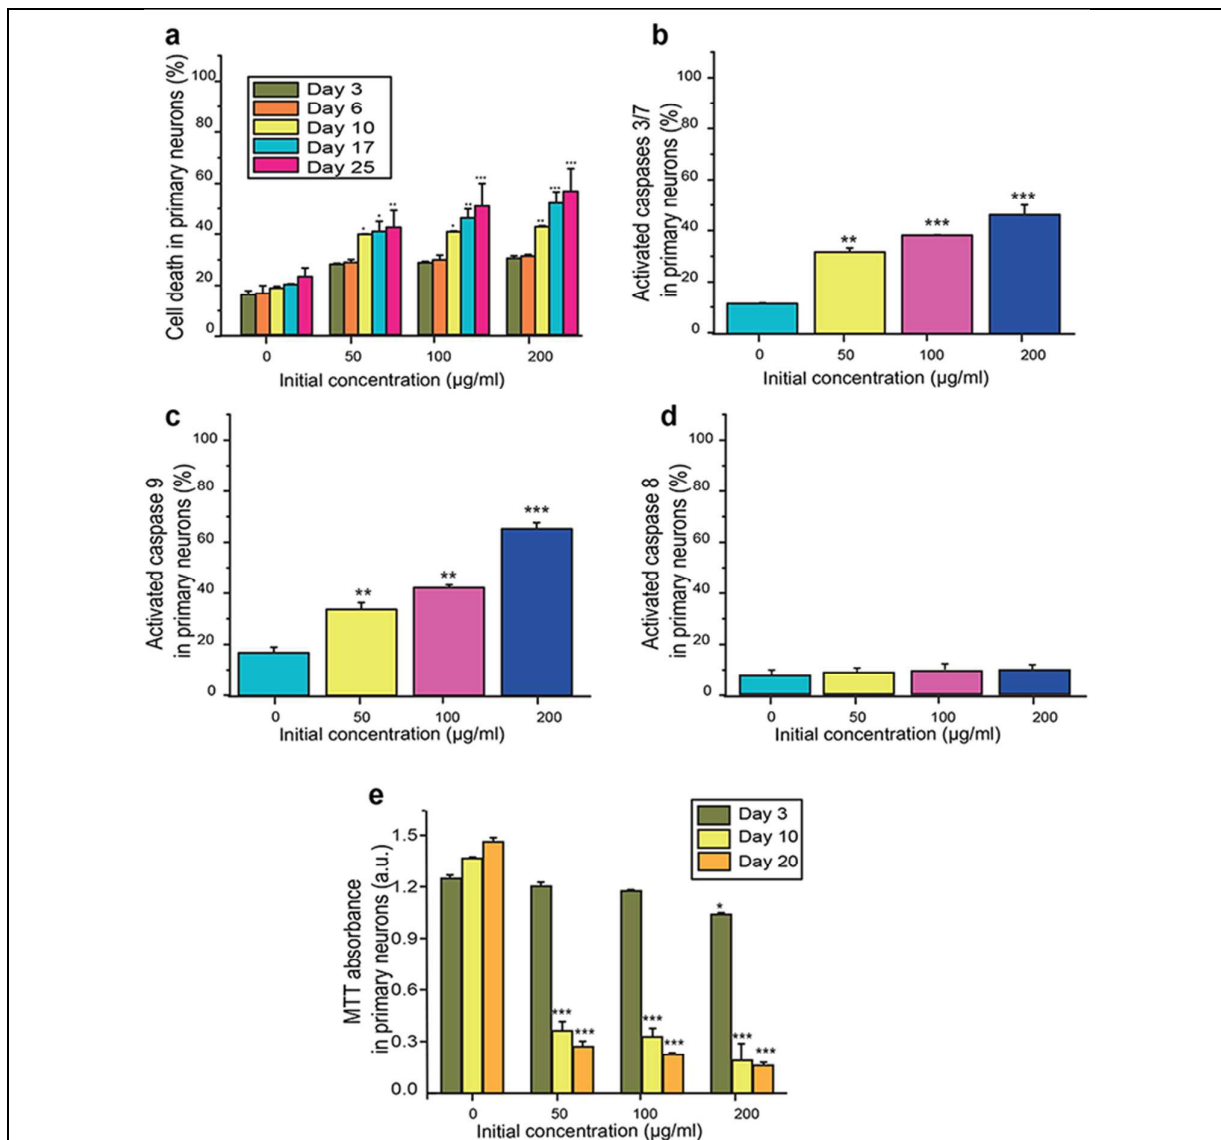 a
Cell death in primary neurons (%)
100
80
60
40
20
0
Day 3
Day 6
Day 10
Day 17
Day 25
* * **
* ** ***
** *** ***
0 50 100 200
Initial concentration (µg/ml)
b
Activated caspases 3/7
in primary neurons (%)
100
80
60
40
20
0
** *** ***
0 50 100 200
Initial concentration (µg/ml)
c
Activated caspase 9
in primary neurons (%)
100
80
60
40
20
0
** ** ***
0 50 100 200
Initial concentration (µg/ml)
d
Activated caspase 8
in primary neurons (%)
100
80
60
40
20
0
0 50 100 200
Initial concentration (µg/ml)
e
MTT absorbance
in primary neurons (a.u.)
1.5
1.2
0.9
0.6
0.3
0.0
Day 3
Day 10
Day 20
*** ***
*** ***
* *** ***
0 50 100 200
Initial concentration (µg/ml)